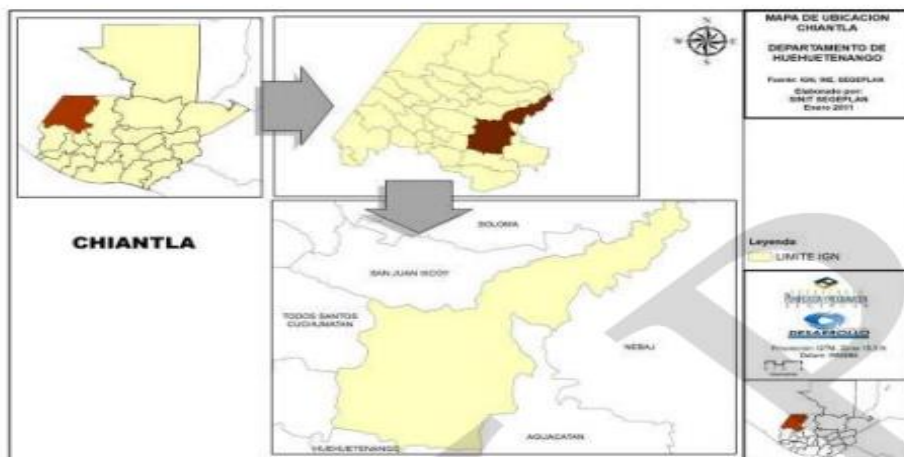 N
W E
S
MAPA DE UBICACION
CHIANTLA
DEPARTAMENTO DE
HUEHUETENANGO
Fuente: IGN, INE, SEGEPLAN
Elaborado por:
SINIT SEGEPLAN
Enero 2011
CHIANTLA
SOLOMA
SAN JUAN IXCOY
TODOS SANTOS
CUCHUMATAN
NEBAJ
AGUACATAN
HUEHUETENANGO
Leyenda
LIMITE IGN
DESARROLLO